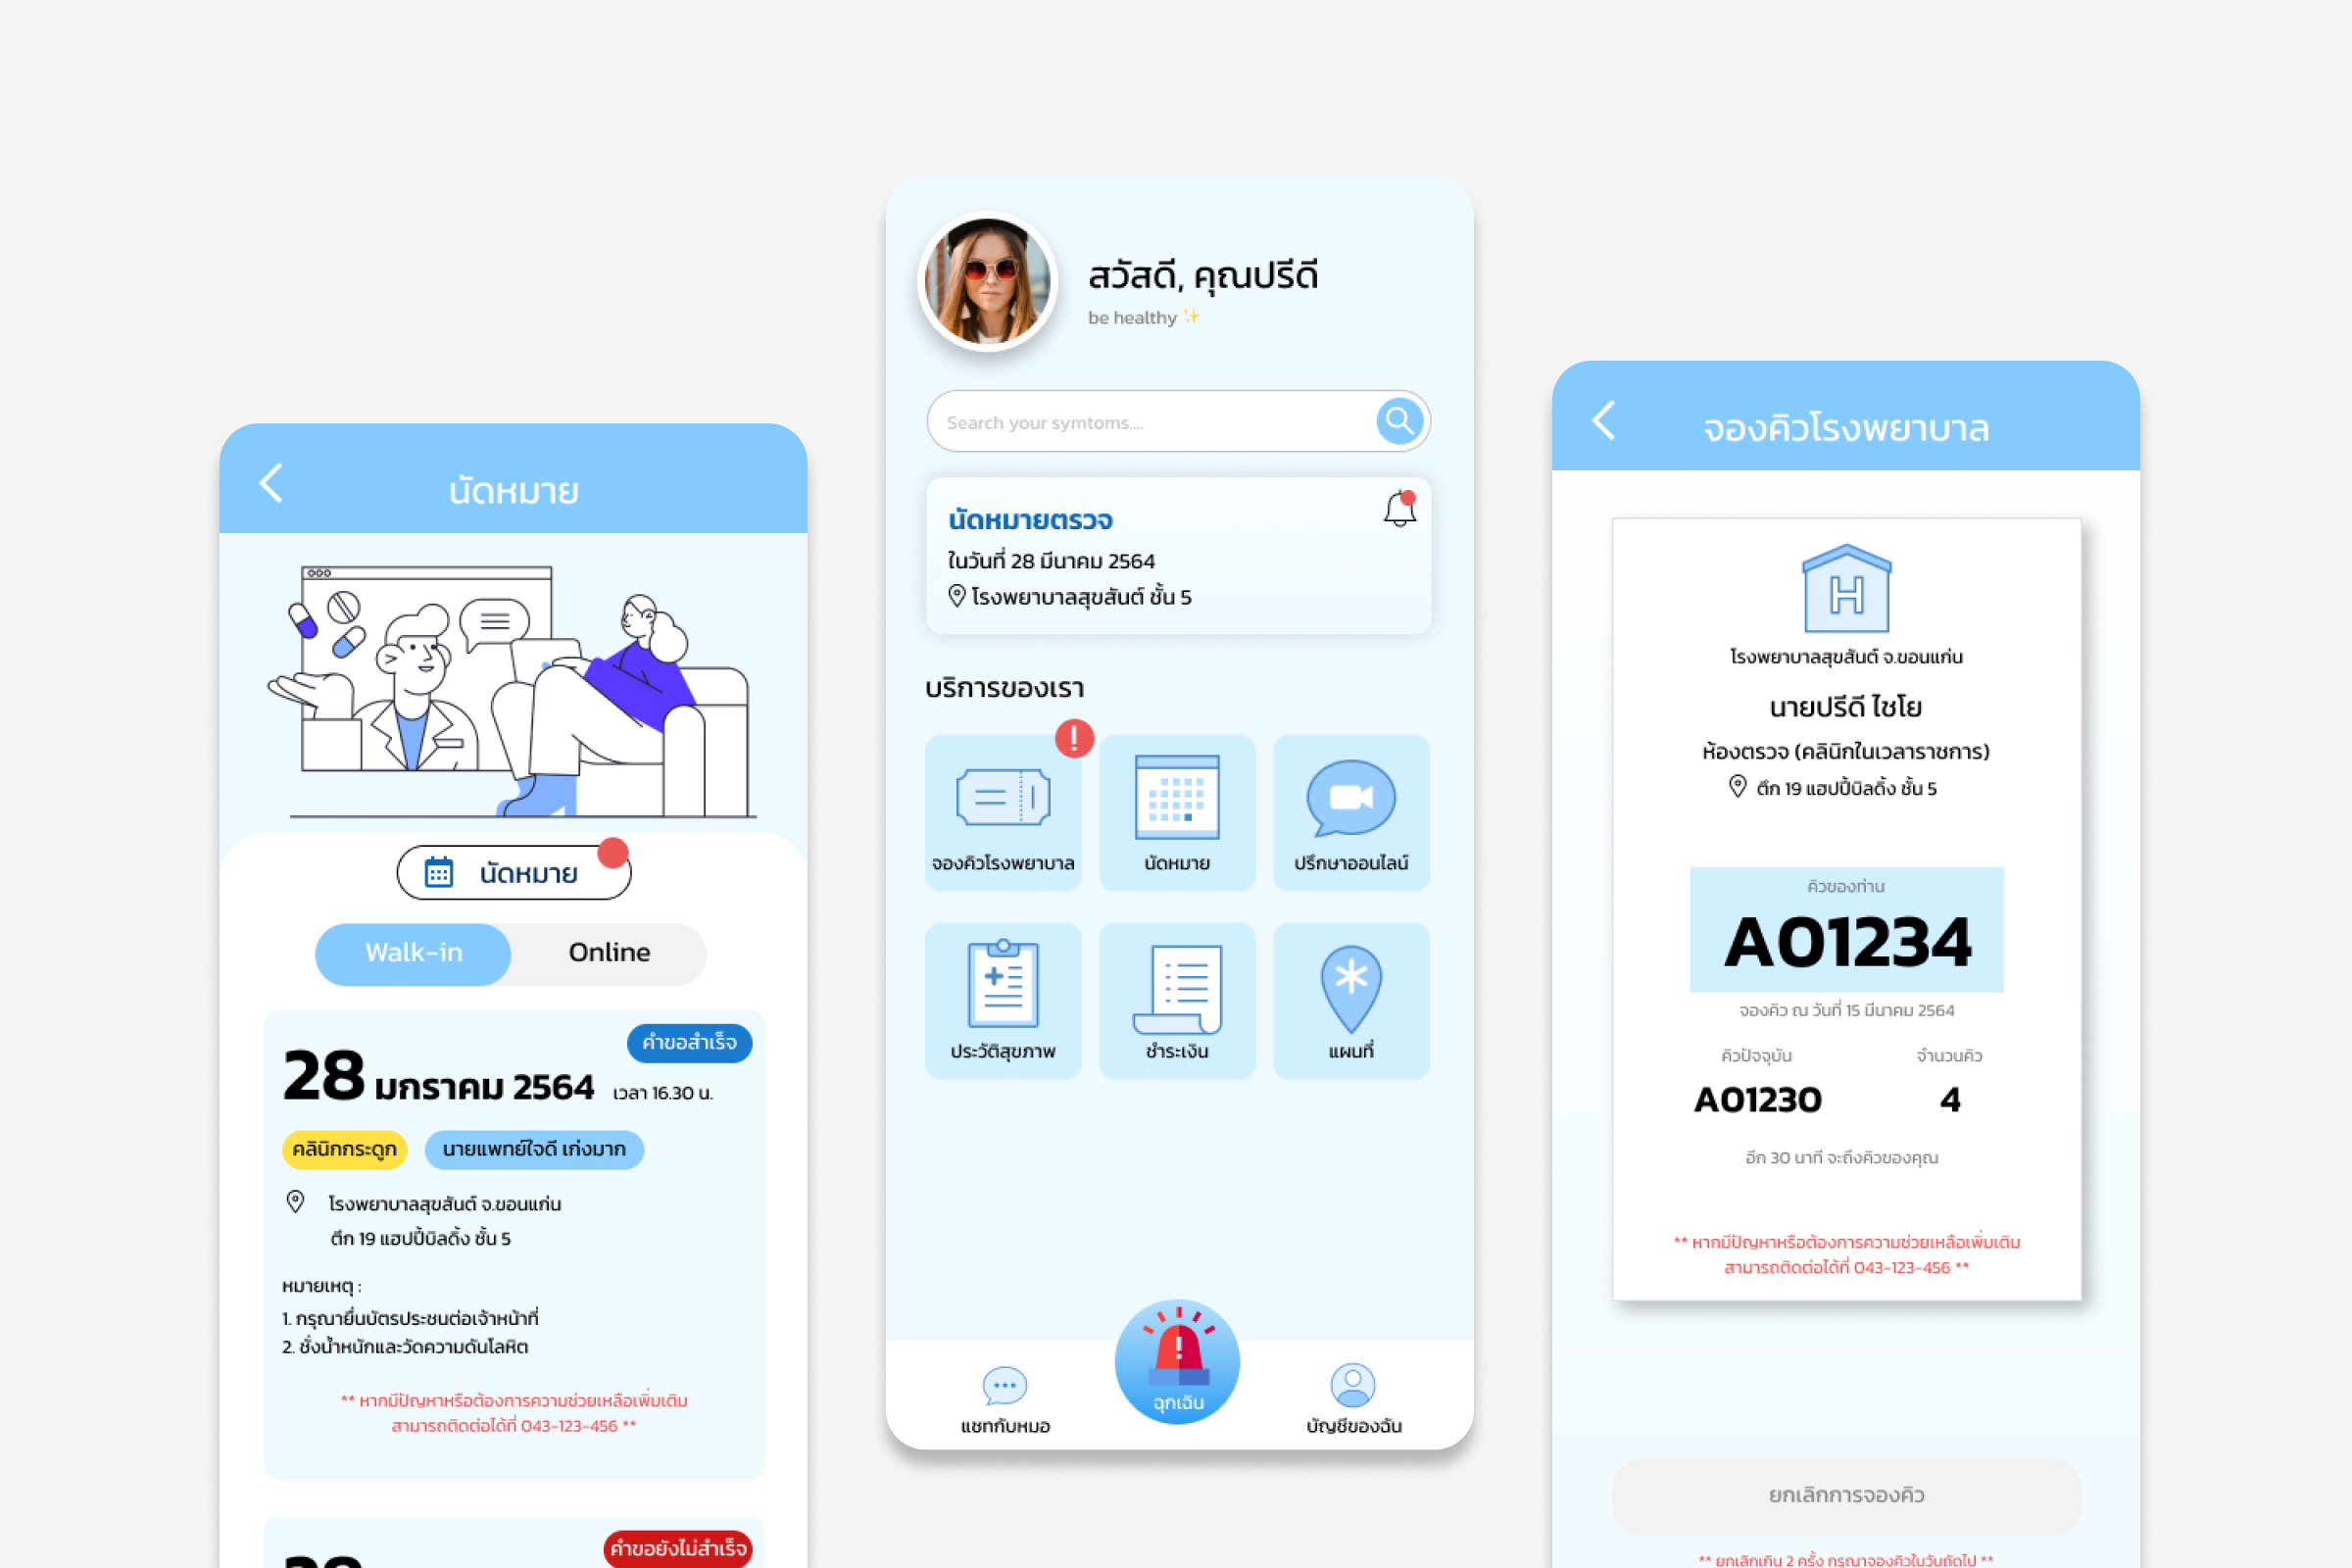 นัดหมาย
นัดหมาย
Walk-in
Online
คำขอสำเร็จ
28 มกราคม 2564 เวลา 16.30 น.
คลินิกกระดูก
นายแพทย์ใจดี เก่งมาก
โรงพยาบาลสุขสันต์ จ.ขอนแก่น
ตึก 19 แฮปปี้บิลดิ้ง ชั้น 5
หมายเหตุ :
1. กรุณายื่นบัตรประชนต่อเจ้าหน้าที่
2. ชั่งน้ำหนักและวัดความดันโลหิต
** หากมีปัญหาหรือต้องการความช่วยเหลือเพิ่มเติม
สามารถติดต่อได้ที่ 043-123-456 **
คำขอยังไม่สำเร็จ
สวัสดี, คุณปรีดี
be healthy ✨
Search your symtoms....
นัดหมายตรวจ
ในวันที่ 28 มีนาคม 2564
โรงพยาบาลสุขสันต์ ชั้น 5
บริการของเรา
!
จองคิวโรงพยาบาล
นัดหมาย
ปรึกษาออนไลน์
ประวัติสุขภาพ
ชำระเงิน
แผนที่
แชทกับหมอ
ฉุกเฉิน
บัญชีของฉัน
จองคิวโรงพยาบาล
H
โรงพยาบาลสุขสันต์ จ.ขอนแก่น
นายปรีดี ไชโย
ห้องตรวจ (คลินิกในเวลาราชการ)
ตึก 19 แฮปปี้บิลดิ้ง ชั้น 5
คิวของท่าน
A01234
จองคิว ณ วันที่ 15 มีนาคม 2564
คิวปัจจุบัน
จำนวนคิว
A01230
4
อีก 30 นาที จะถึงคิวของคุณ
** หากมีปัญหาหรือต้องการความช่วยเหลือเพิ่มเติม
สามารถติดต่อได้ที่ 043-123-456 **
ยกเลิกการจองคิว
** ยกเลิกเกิน 2 ครั้ง กรุณาจองคิวในวันถัดไป **